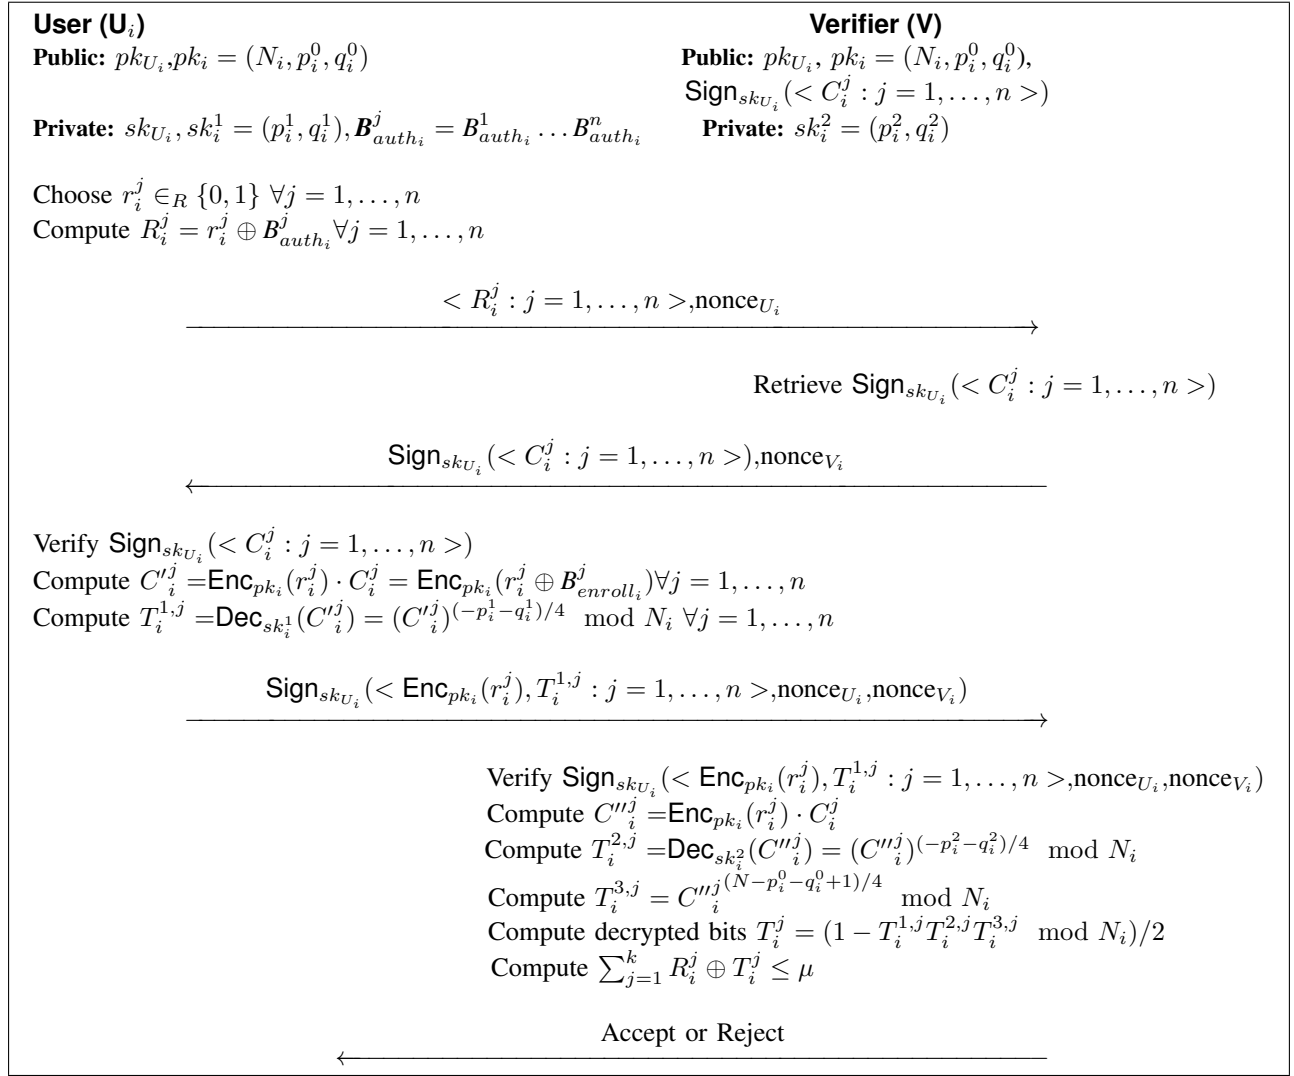 User (U_i) Verifier (V)
Public: pk_{U_i},pk_i = (N_i, p_i^0, q_i^0) Public: pk_{U_i}, pk_i = (N_i, p_i^0, q_i^0),
Sign_{sk_{U_i}}(< C_i^j : j = 1, . . . , n >)
Private: sk_{U_i}, sk_i^1 = (p_i^1, q_i^1), B_{auth_i}^j = B_{auth_i}^1 . . . B_{auth_i}^n Private: sk_i^2 = (p_i^2, q_i^2)
Choose r_i^j ∈_R {0, 1} ∀j = 1, . . . , n
Compute R_i^j = r_i^j ⊕ B_{auth_i}^j ∀j = 1, . . . , n
< R_i^j : j = 1, . . . , n >,nonce_{U_i}
Retrieve Sign_{sk_{U_i}}(< C_i^j : j = 1, . . . , n >)
Sign_{sk_{U_i}}(< C_i^j : j = 1, . . . , n >),nonce_{V_i}
Verify Sign_{sk_{U_i}}(< C_i^j : j = 1, . . . , n >)
Compute C'_i^j =Enc_{pk_i}(r_i^j) · C_i^j = Enc_{pk_i}(r_i^j ⊕ B_{enroll_i}^j)∀j = 1, . . . , n
Compute T_i^{1,j} =Dec_{sk_i^1}(C'_i^j) = (C'_i^j)^{(-p_i^1-q_i^1)/4} mod N_i ∀j = 1, . . . , n
Sign_{sk_{U_i}}(< Enc_{pk_i}(r_i^j), T_i^{1,j} : j = 1, . . . , n >,nonce_{U_i},nonce_{V_i})
Verify Sign_{sk_{U_i}}(< Enc_{pk_i}(r_i^j), T_i^{1,j} : j = 1, . . . , n >,nonce_{U_i},nonce_{V_i})
Compute C''_i^j =Enc_{pk_i}(r_i^j) · C_i^j
Compute T_i^{2,j} =Dec_{sk_i^2}(C''_i^j) = (C''_i^j)^{(-p_i^2-q_i^2)/4} mod N_i
Compute T_i^{3,j} = C''_i^j^{(N-p_i^0-q_i^0+1)/4} mod N_i
Compute decrypted bits T_i^j = (1 − T_i^{1,j} T_i^{2,j} T_i^{3,j} mod N_i)/2
Compute ∑_{j=1}^k R_i^j ⊕ T_i^j ≤ μ
Accept or Reject